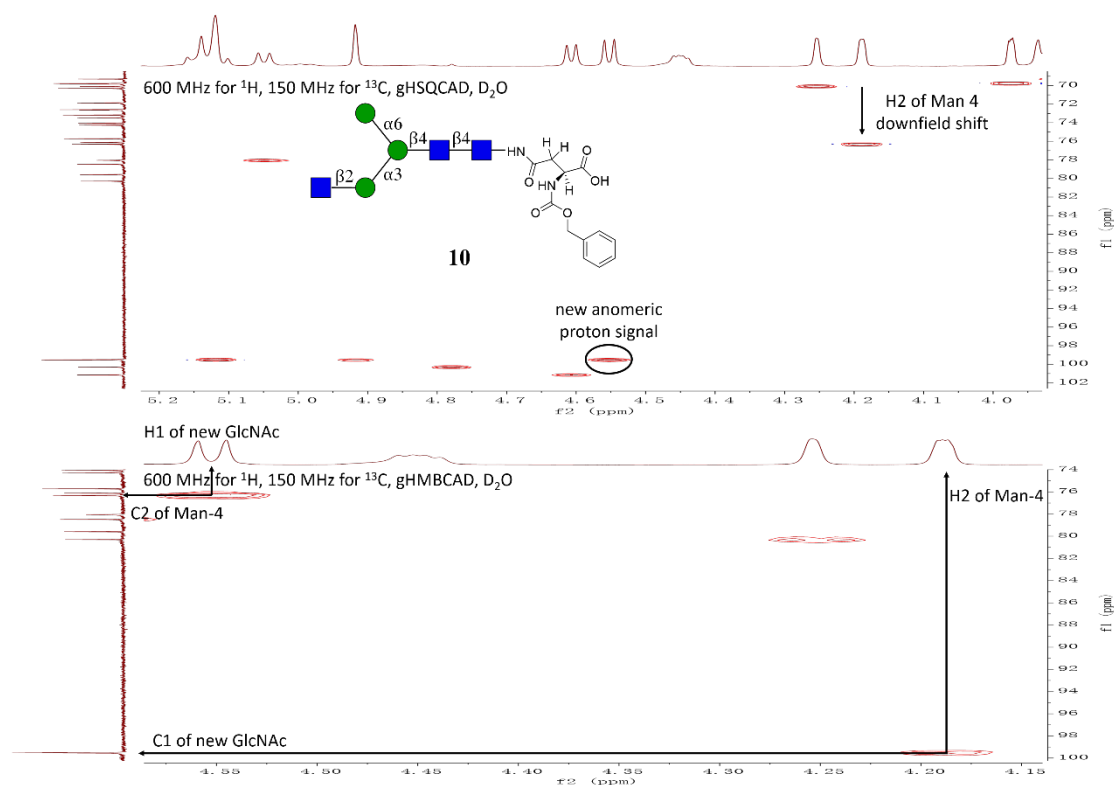 600 MHz for ¹H, 150 MHz for ¹³C, gHSQCAD, D₂O
H2 of Man 4
downfield shift
α6
β4
β4
β2
α3
HN
H
H
O
O
OH
HN
H
O
O
10
new anomeric
proton signal
70
72
74
76
78
80
82
84
86
88
90
92
94
96
98
100
102
f1 (ppm)
5.2 5.1 5.0 4.9 4.8 4.7 4.6 4.5 4.4 4.3 4.2 4.1 4.0
f2 (ppm)
H1 of new GlcNAc
600 MHz for ¹H, 150 MHz for ¹³C, gHMBCAD, D₂O
C2 of Man-4
H2 of Man-4
C1 of new GlcNAc
74
76
78
80
82
84
86
88
90
92
94
96
98
100
f1 (ppm)
4.55 4.50 4.45 4.40 4.35 4.30 4.25 4.20 4.15
f2 (ppm)